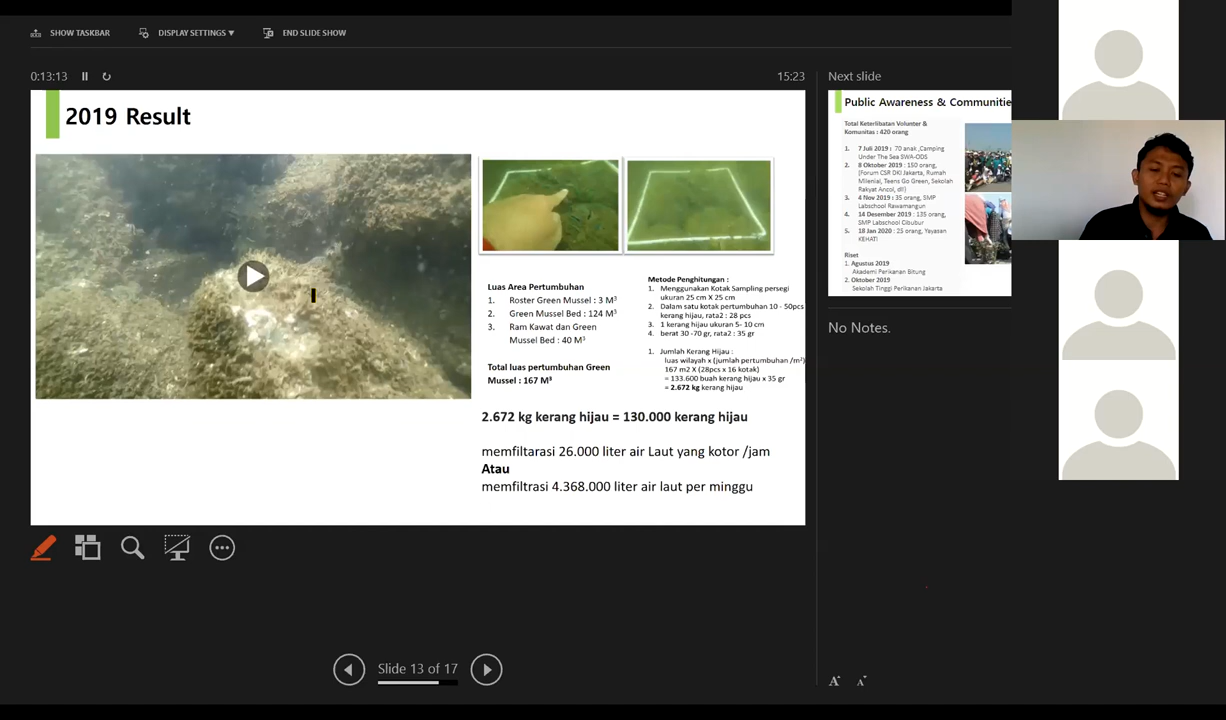 SHOW TASKBAR
DISPLAY SETTINGS ▼
END SLIDE SHOW
0:13:13
15:23
2019 Result
Luas Area Pertumbuhan
1. Roster Green Mussel : 3 M³
2. Green Mussel Bed : 124 M³
3. Ram Kawat dan Green
Mussel Bed : 40 M³
Total luas pertumbuhan Green
Mussel : 167 M³
Metode Penghitungan :
1. Menggunakan Kotak Sampling persegi
ukuran 25 cm X 25 cm
2. Dalam satu kotak pertumbuhan 10 - 50pcs
kerang hijau, rata2 : 28 pcs
3. 1 kerang hijau ukuran 5- 10 cm
4. berat 30 -70 gr, rata2 : 35 gr
1. Jumlah Kerang Hijau :
luas wilayah x (jumlah pertumbuhan /m²)
167 m2 X (28pcs x 16 kotak)
= 133.600 buah kerang hijau x 35 gr
= 2.672 kg kerang hijau
2.672 kg kerang hijau = 130.000 kerang hijau
memfiltarasi 26.000 liter air Laut yang kotor /jam
Atau
memfiltrasi 4.368.000 liter air laut per minggu
Next slide
Public Awareness & Communitie
Total Keterlibatan Volunter &
Komunitas : 420 orang
1. 7 Juli 2019 : 70 anak ,Camping
Under The Sea SWA-ODS
2. 8 Oktober 2019 : 150 orang,
(Forum CSR DKI Jakarta, Rumah
Milenial, Teens Go Green, Sekolah
Rakyat Ancol, dll)
3. 4 Nov 2019 : 35 orang, SMP
Labschool Rawamangun
4. 14 Desember 2019 : 135 orang,
SMP Labschool Cibubur
5. 18 Jan 2020 : 25 orang, Yayasan
KEHATI
Riset
1. Agustus 2019
Akademi Perikanan Bitung
2. Oktober 2019
Sekolah Tinggi Perikanan Jakarta
No Notes.
Slide 13 of 17
A A